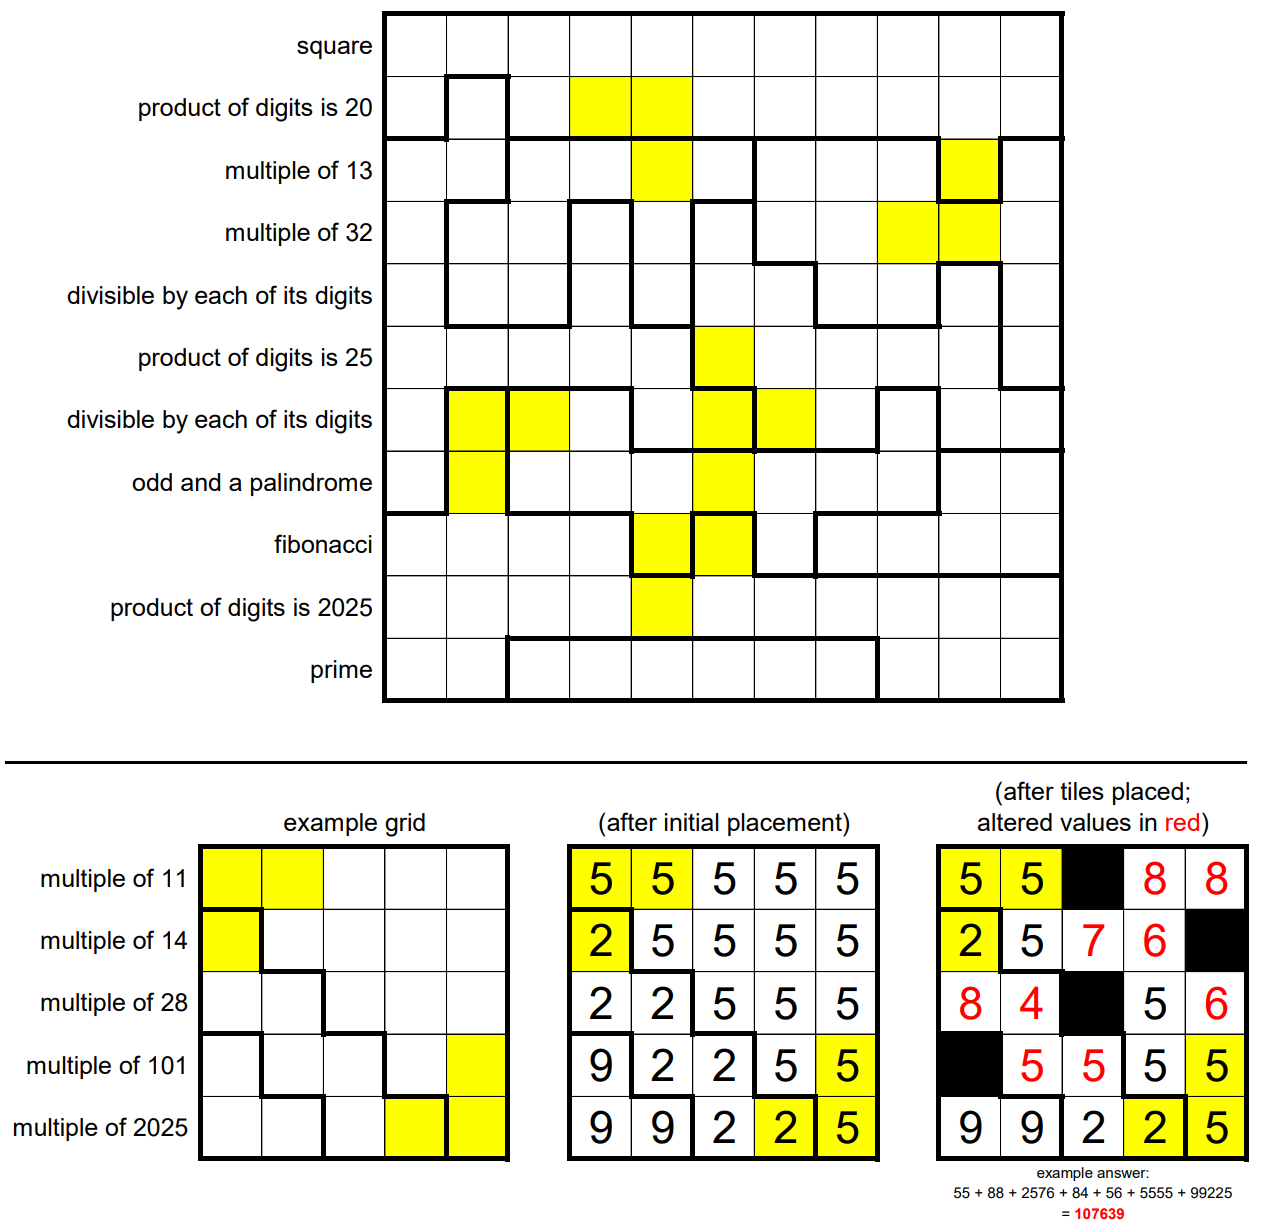 square
product of digits is 20
multiple of 13
multiple of 32
divisible by each of its digits
product of digits is 25
divisible by each of its digits
odd and a palindrome
fibonacci
product of digits is 2025
prime
example grid
(after initial placement)
(after tiles placed;
altered values in red)
multiple of 11
multiple of 14
multiple of 28
multiple of 101
multiple of 2025
5 5 5 5 5
2 5 5 5 5
2 2 5 5 5
9 2 2 5 5
9 9 2 2 5
5 5 8 8
2 5 7 6
8 4 5 6
5 5 5 5
9 9 2 2 5
example answer:
55 + 88 + 2576 + 84 + 56 + 5555 + 99225
= 107639